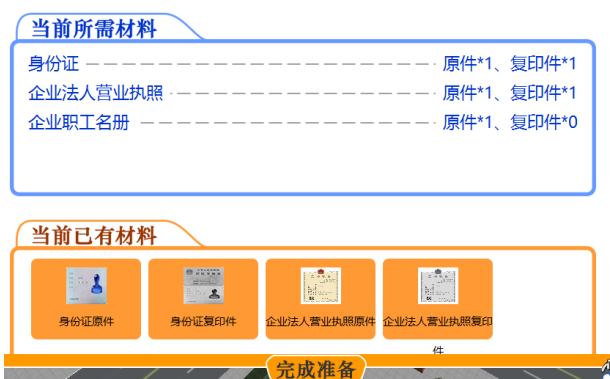 当前所需材料
身份证 原件*1、复印件*1
企业法人营业执照 原件*1、复印件*1
企业职工名册 原件*1、复印件*0
当前已有材料
身份证原件 身份证复印件 企业法人营业执照原件 企业法人营业执照复印
件
完成准备